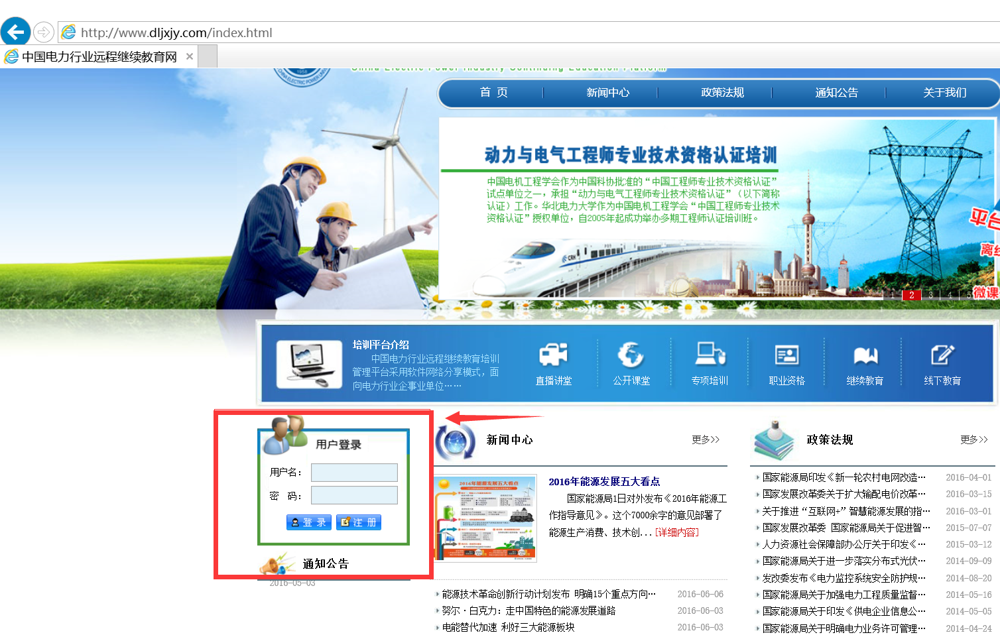 http://www.dljxjy.com/index.html
中国电力行业远程继续教育网
China Electric Power Industry Continuing Education Platform
首 页
新闻中心
政策法规
通知公告
关于我们
动力与电气工程师专业技术资格认证培训
中国电机工程学会作为中国科协批准的“中国工程师专业技术资格认证”
试点单位之一，承担“动力与电气工程师专业技术资格认证”（以下简称
认证）工作。华北电力大学作为中国电机工程学会“中国工程师专业技术
资格认证”授权单位，自2005年起成功举办多期工程师认证培训班。
CRH
平台
离线
微课
1 2 3 4 5
培训平台介绍
中国电力行业远程继续教育培训
管理平台采用软件网络分享模式，面
向电力行业企事业单位……
直播讲堂
公开课堂
专项培训
职业资格
继续教育
线下教育
用户登录
用户名：
密 码：
登 录
注 册
通知公告
2016-05-03
新闻中心
更多>>
2016年能源发展五大看点
2016年能源发展五大看点
国家能源局1日对外发布《2016年能源工
作指导意见》。这个7000余字的意见部署了
能源生产消费、技术创...[详细内容]
能源技术革命创新行动计划发布 明确15个重点方向… 2016-06-06
努尔·白克力：走中国特色的能源发展道路 2016-06-03
电能替代加速 利好三大能源板块 2016-06-03
政策法规
更多>>
国家能源局印发《新一轮农村电网改造… 2016-04-01
国家发展改革委关于扩大输配电价改革… 2016-03-15
关于推进“互联网+”智慧能源发展的指… 2016-03-01
国家发展改革委 国家能源局关于促进智… 2015-07-07
人力资源社会保障部办公厅关于印发《… 2015-03-12
国家能源局关于进一步落实分布式光伏… 2014-09-09
发改委发布《电力监控系统安全防护规… 2014-08-20
国家能源局关于加强电力工程质量监督… 2014-05-16
国家能源局关于印发《供电企业信息公… 2014-05-05
国家能源局关于明确电力业务许可管理… 2014-04-24